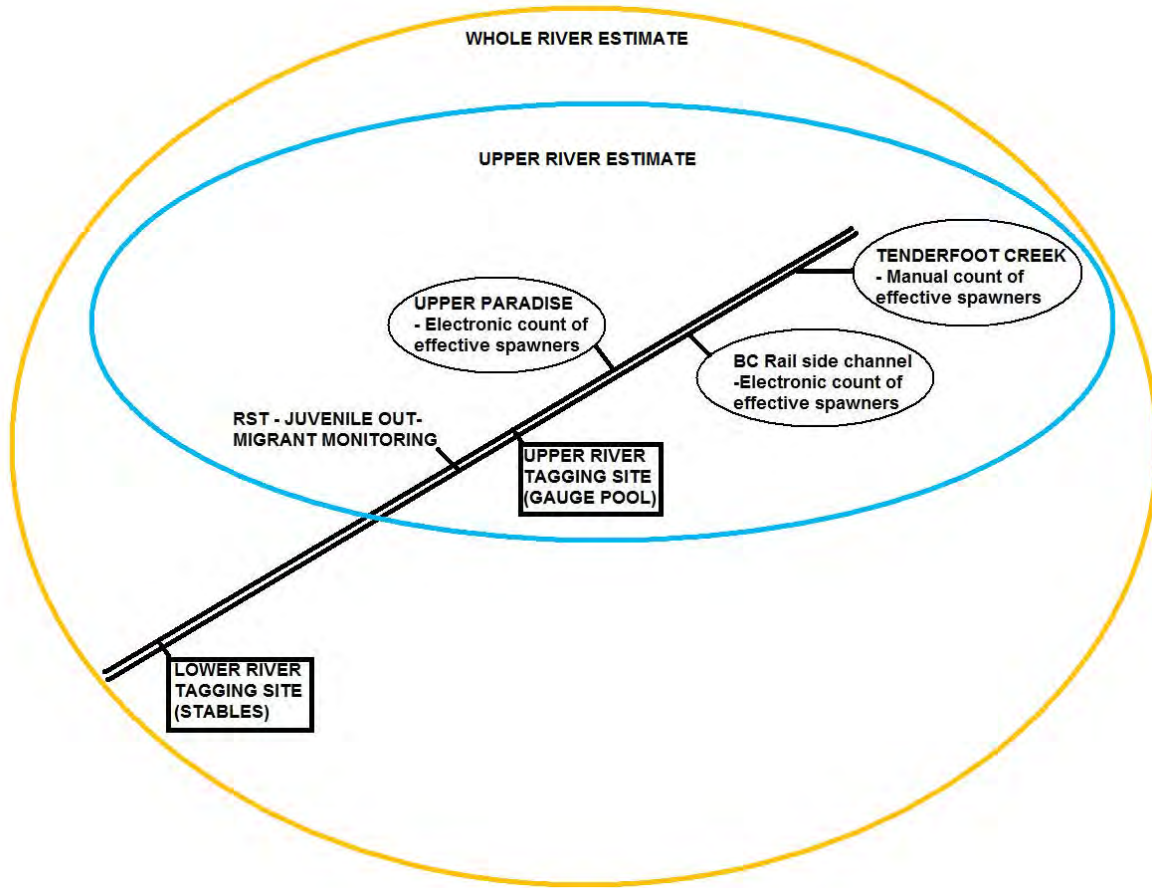 WHOLE RIVER ESTIMATE
UPPER RIVER ESTIMATE
TENDERFOOT CREEK
- Manual count of
effective spawners
UPPER PARADISE
- Electronic count of
effective spawners
BC Rail side channel
-Electronic count of
effective spawners
RST - JUVENILE OUT-
MIGRANT MONITORING
UPPER RIVER
TAGGING SITE
(GAUGE POOL)
LOWER RIVER
TAGGING SITE
(STABLES)